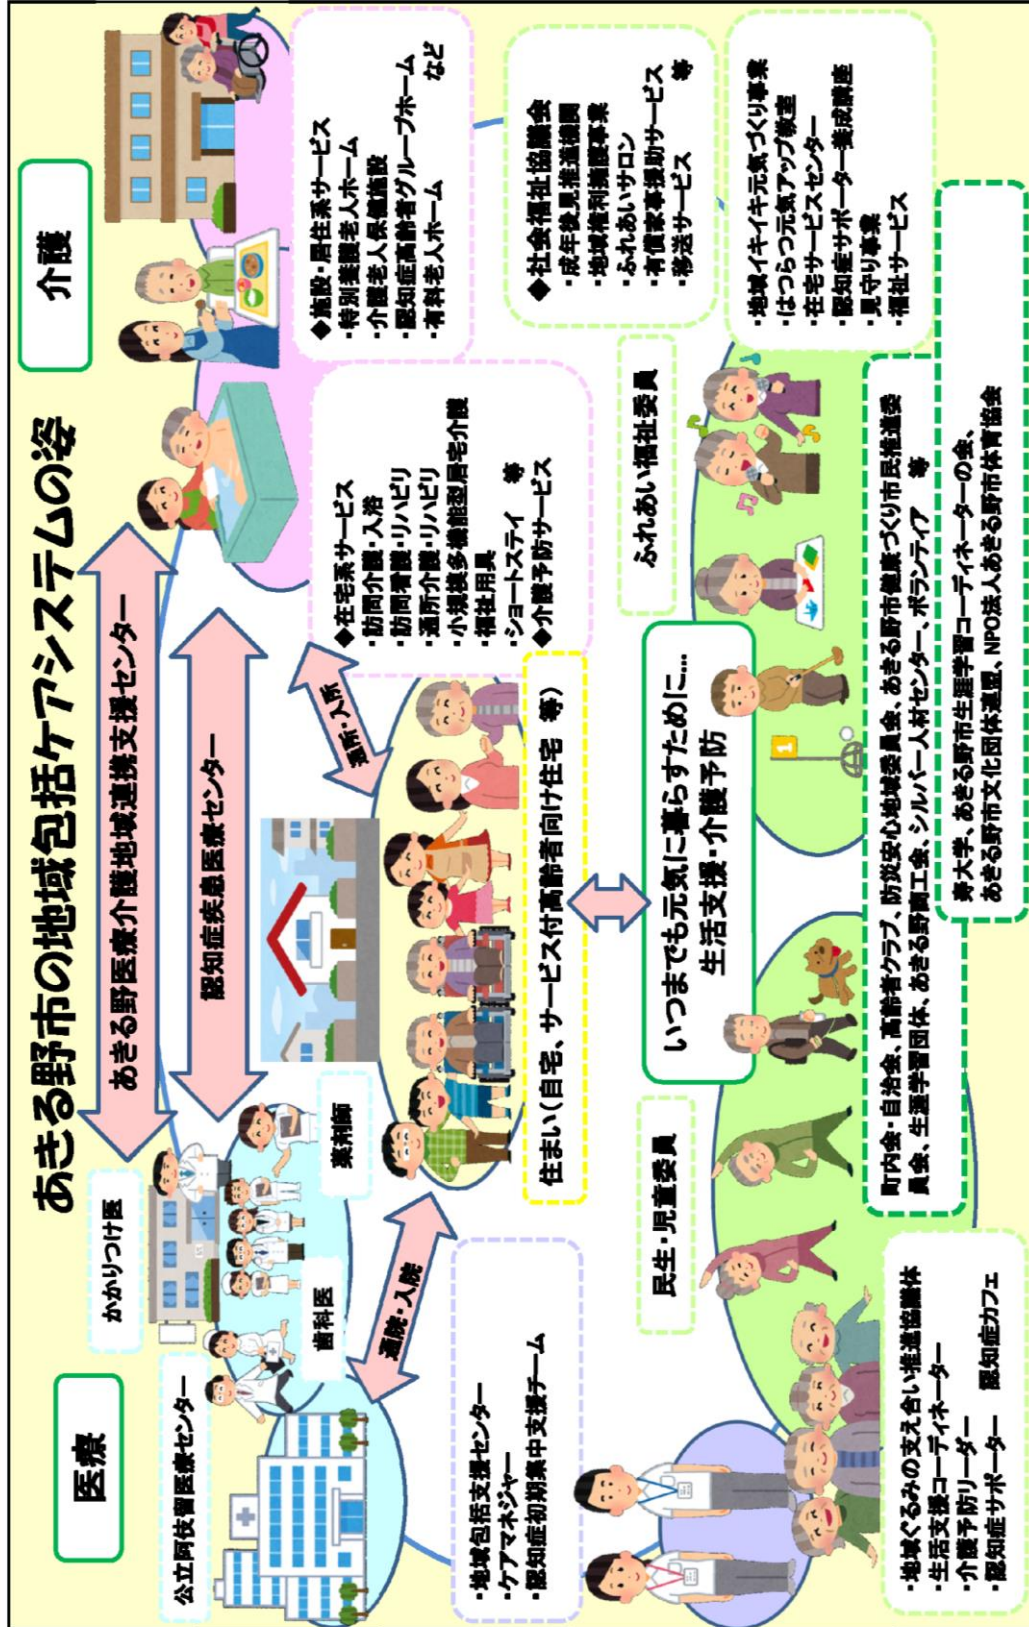 あきる野市の地域包括ケアシステムの姿
医療
介護
あきる野医療介護地域連携支援センター
認知症疾患医療センター
かかりつけ医
公立阿伎留医療センター
歯科医
薬剤師
通院・入院
通所・入所
◆施設・居住系サービス
・特別養護老人ホーム
・介護老人保健施設
・認知症高齢者グループホーム
・有料老人ホーム など
◆在宅系サービス
・訪問介護・入浴
・訪問看護・リハビリ
・通所介護・リハビリ
・小規模多機能型居宅介護
・福祉用具
・ショートステイ 等
◆介護予防サービス
・地域包括支援センター
・ケアマネジャー
・認知症初期集中支援チーム
住まい(自宅、サービス付高齢者向け住宅 等)
◆社会福祉協議会
・成年後見推進機関
・地域権利擁護事業
・ふれあいサロン
・有償家事援助サービス
・移送サービス 等
いつまでも元気に暮らすために…
生活支援・介護予防
民生・児童委員
ふれあい福祉委員
・地域イキイキ元気づくり事業
・はつらつ元気アップ教室
・在宅サービスセンター
・認知症サポーター養成講座
・見守り事業
・福祉サービス
1
町内会・自治会、高齢者クラブ、防災安心地域委員会、あきる野市健康づくり市民推進委
員会、生涯学習団体、あきる野商工会、シルバー人材センター、ボランティア 等
・地域ぐるみの支え合い推進協議体
・生活支援コーディネーター
・介護予防リーダー
・認知症サポーター 認知症カフェ
寿大学、あきる野市生涯学習コーディネーターの会、
あきる野市文化団体連盟、NPO法人あきる野市体育協会